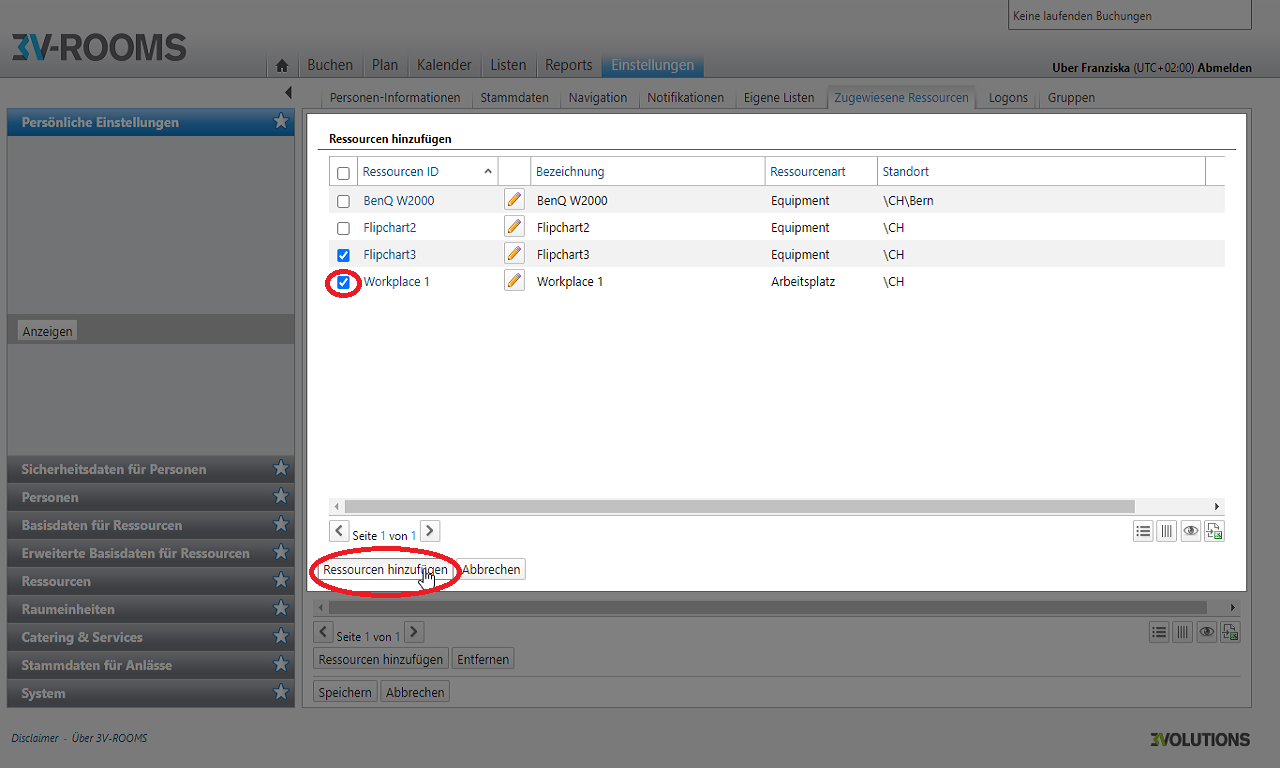 Keine laufenden Buchungen
3V-ROOMS
Buchen Plan Kalender Listen Reports Einstellungen
Uber Franziska (UTC+02:00) Abmelden
Personen-Informationen Stammdaten Navigation Notifikationen Eigene Listen Zugewiesene Ressourcen Logons Gruppen
Persönliche Einstellungen
Anzeigen
Sicherheitsdaten für Personen
Personen
Basisdaten für Ressourcen
Erweiterte Basisdaten für Ressourcen
Ressourcen
Raumeinheiten
Catering & Services
Stammdaten für Anlässe
System
Ressourcen hinzufügen
Ressourcen ID Bezeichnung Ressourcenart Standort
BenQ W2000 BenQ W2000 Equipment \CH\Bern
Flipchart2 Flipchart2 Equipment \CH
Flipchart3 Flipchart3 Equipment \CH
Workplace 1 Workplace 1 Arbeitsplatz \CH
Seite 1 von 1
Ressourcen hinzufügen Abbrechen
Seite 1 von 1
Ressourcen hinzufügen Entfernen
Speichern Abbrechen
Disclaimer - Über 3V-ROOMS
3VOLUTIONS